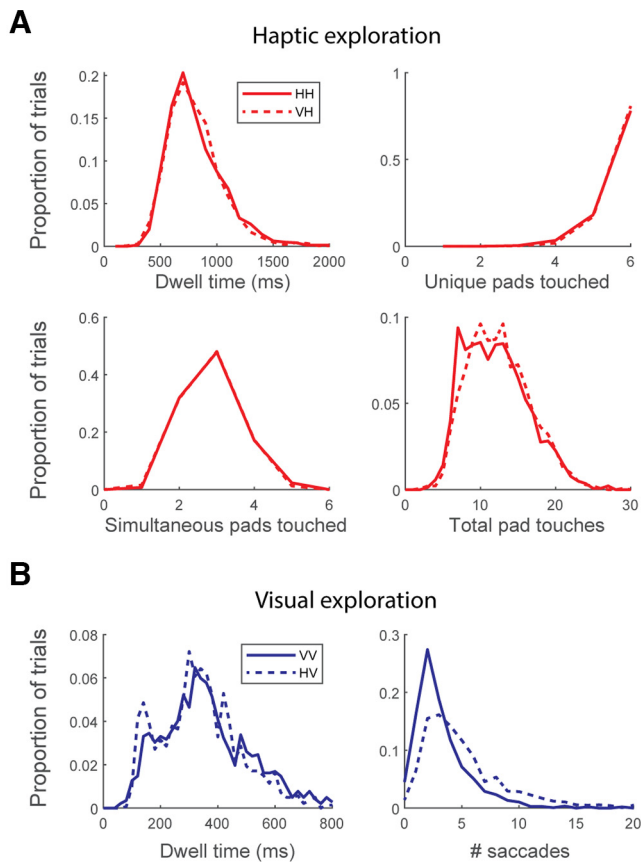 A
Haptic exploration
Proportion of trials
0.2
0.15
0.1
0.05
0
0 500 1000 1500 2000
Dwell time (ms)
HH
VH
1
0.5
0
0 2 4 6
Unique pads touched
Proportion of trials
0.6
0.4
0.2
0
0 2 4 6
Simultaneous pads touched
0.1
0.05
0
0 10 20 30
Total pad touches
B
Visual exploration
Proportion of trials
0.08
0.06
0.04
0.02
0
0 200 400 600 800
Dwell time (ms)
VV
HV
0.3
0.2
0.1
0
0 5 10 15 20
# saccades